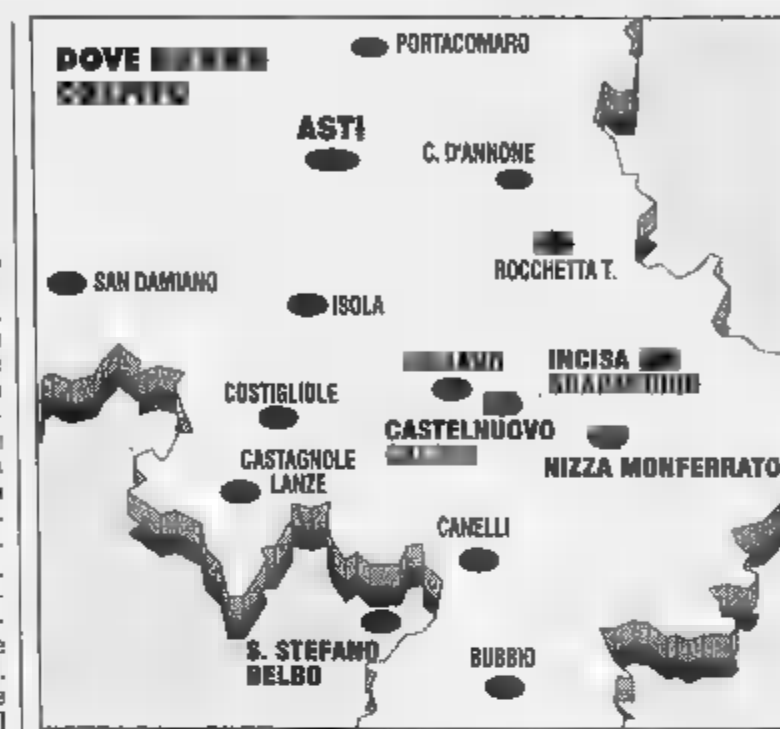 DOVE
PORTACOMARO
ASTI
C. D'ANNONE
ROCCHETTA T.
SAN DAMIANO
ISOLA
INCISA
COSTIGLIOLE
CASTELNUOVO
NIZZA MONFERRATO
CASTAGNOLE
LANZE
CANELLI
S. STEFANO
BELBO
BUBBIO